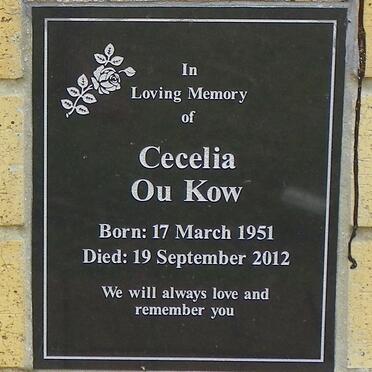 In
Loving Memory
of
Cecelia
Ou Kow
Born: 17 March 1951
Died: 19 September 2012
We will always love and
remember you